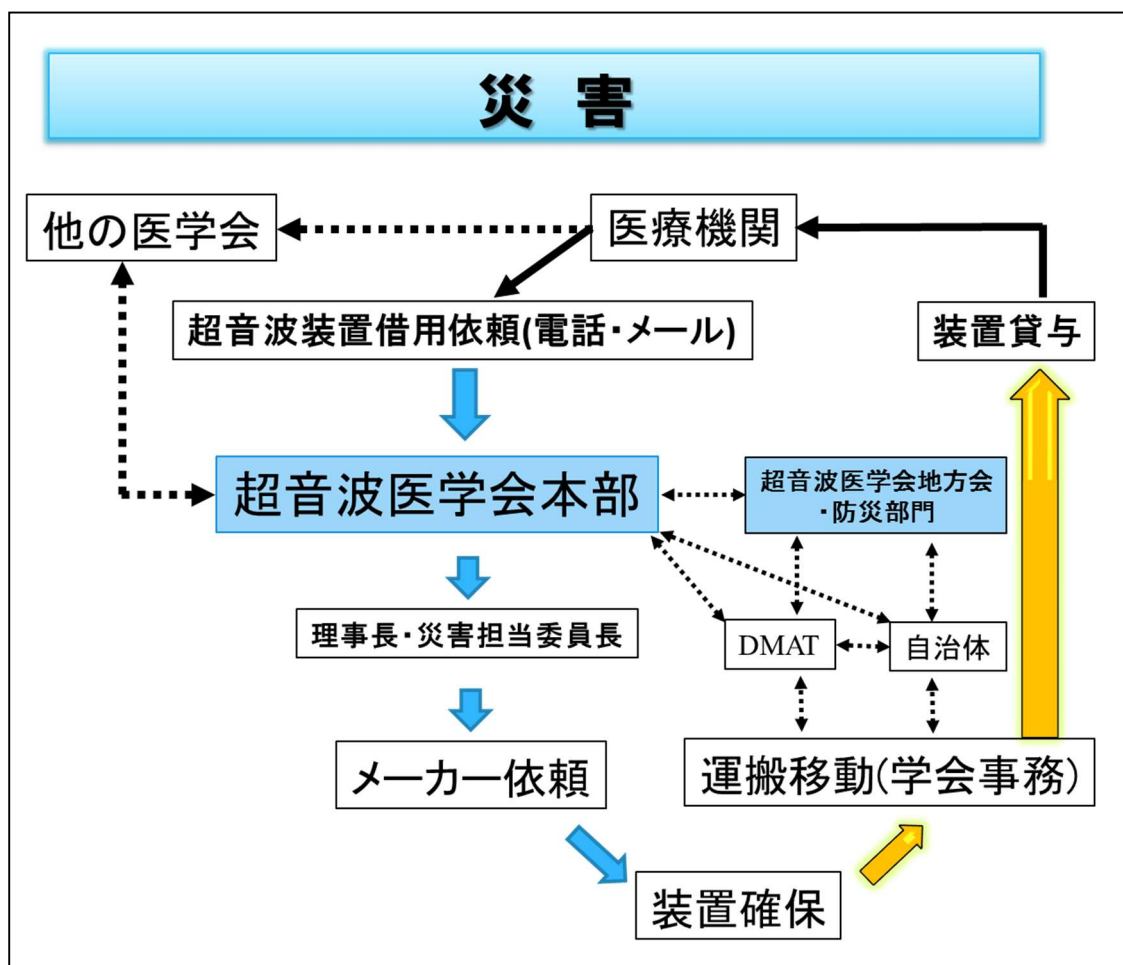 災 害
他の医学会
医療機関
超音波装置借用依頼(電話・メール)
装置貸与
超音波医学会本部
超音波医学会地方会
・防災部門
理事長・災害担当委員長
DMAT
自治体
メーカー依頼
運搬移動(学会事務)
装置確保